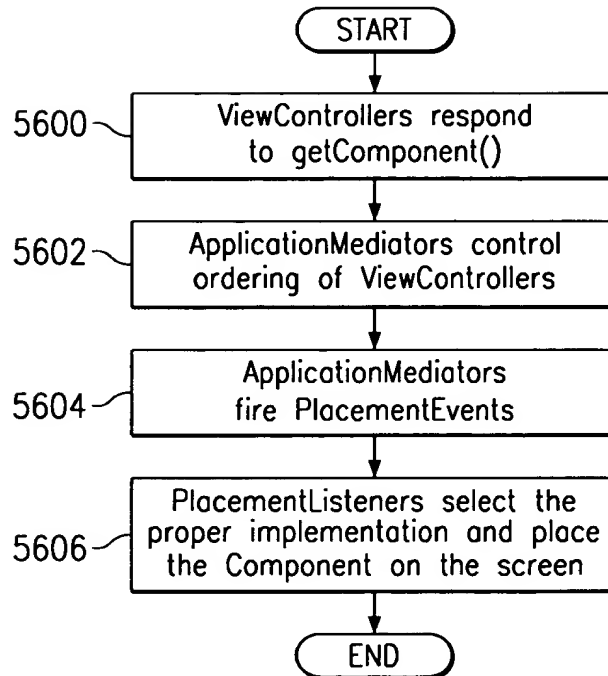 START
5600
ViewControllers respond
to getComponent()
5602
ApplicationMediators control
ordering of ViewControllers
5604
ApplicationMediators
fire PlacementEvents
5606
PlacementListeners select the
proper implementation and place
the Component on the screen
END